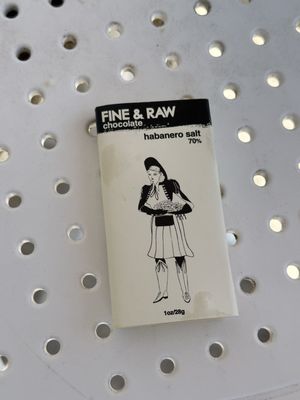 FINE & RAW
chocolate
habanero salt
70%
1oz/28g